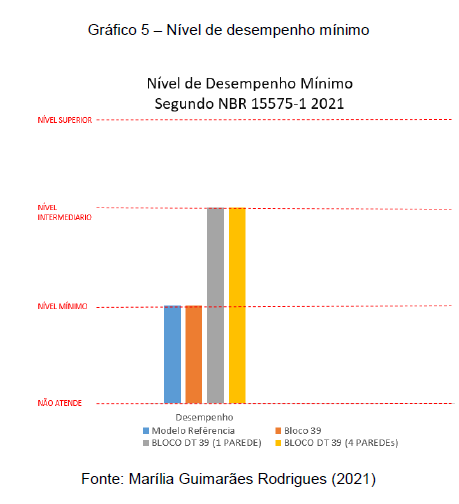 Gráfico 5 – Nível de desempenho mínimo
Nível de Desempenho Mínimo
Segundo NBR 15575-1 2021
NÍVEL SUPERIOR
NÍVEL
INTERMEDIARIO
NÍVEL MÍNIMO
NÃO ATENDE
Desempenho
Modelo Refêrencia
Bloco 39
BLOCO DT 39 (1 PAREDE)
BLOCO DT 39 (4 PAREDEs)
Fonte: Marília Guimarães Rodrigues (2021)